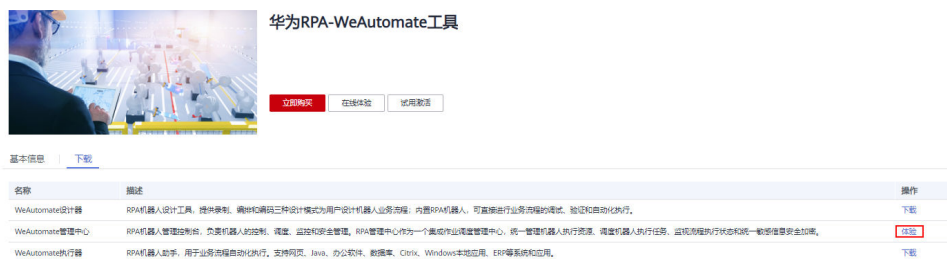 华为RPA-WeAutomate工具
立即购买 在线体验 试用激活
基本信息 下载
名称 描述 操作
WeAutomate设计器 RPA机器人设计工具，提供录制、编排和编码三种设计模式为用户设计机器人业务流程；内置RPA机器人，可直接进行业务流程的调试、验证和自动化执行。 下载
WeAutomate管理中心 RPA机器人管理控制台，负责机器人的控制、调度、监控和安全管理。RPA管理中心作为一个集成作业调度管理中心，统一管理机器人执行资源、调度机器人执行任务、监视流程执行状态和统一敏感信息安全加密。 体验
WeAutomate执行器 RPA机器人助手，用于业务流程自动化执行。支持网页、Java、办公软件、数据库、Citrix、Windows本地应用、ERP等系统和应用。 下载